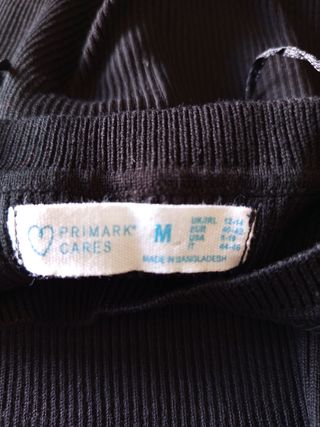 PRIMARK®
CARES
M
UK/IRL 12-14
EUR 40-42
USA 8-10
IT 44-46
MADE IN BANGLADESH